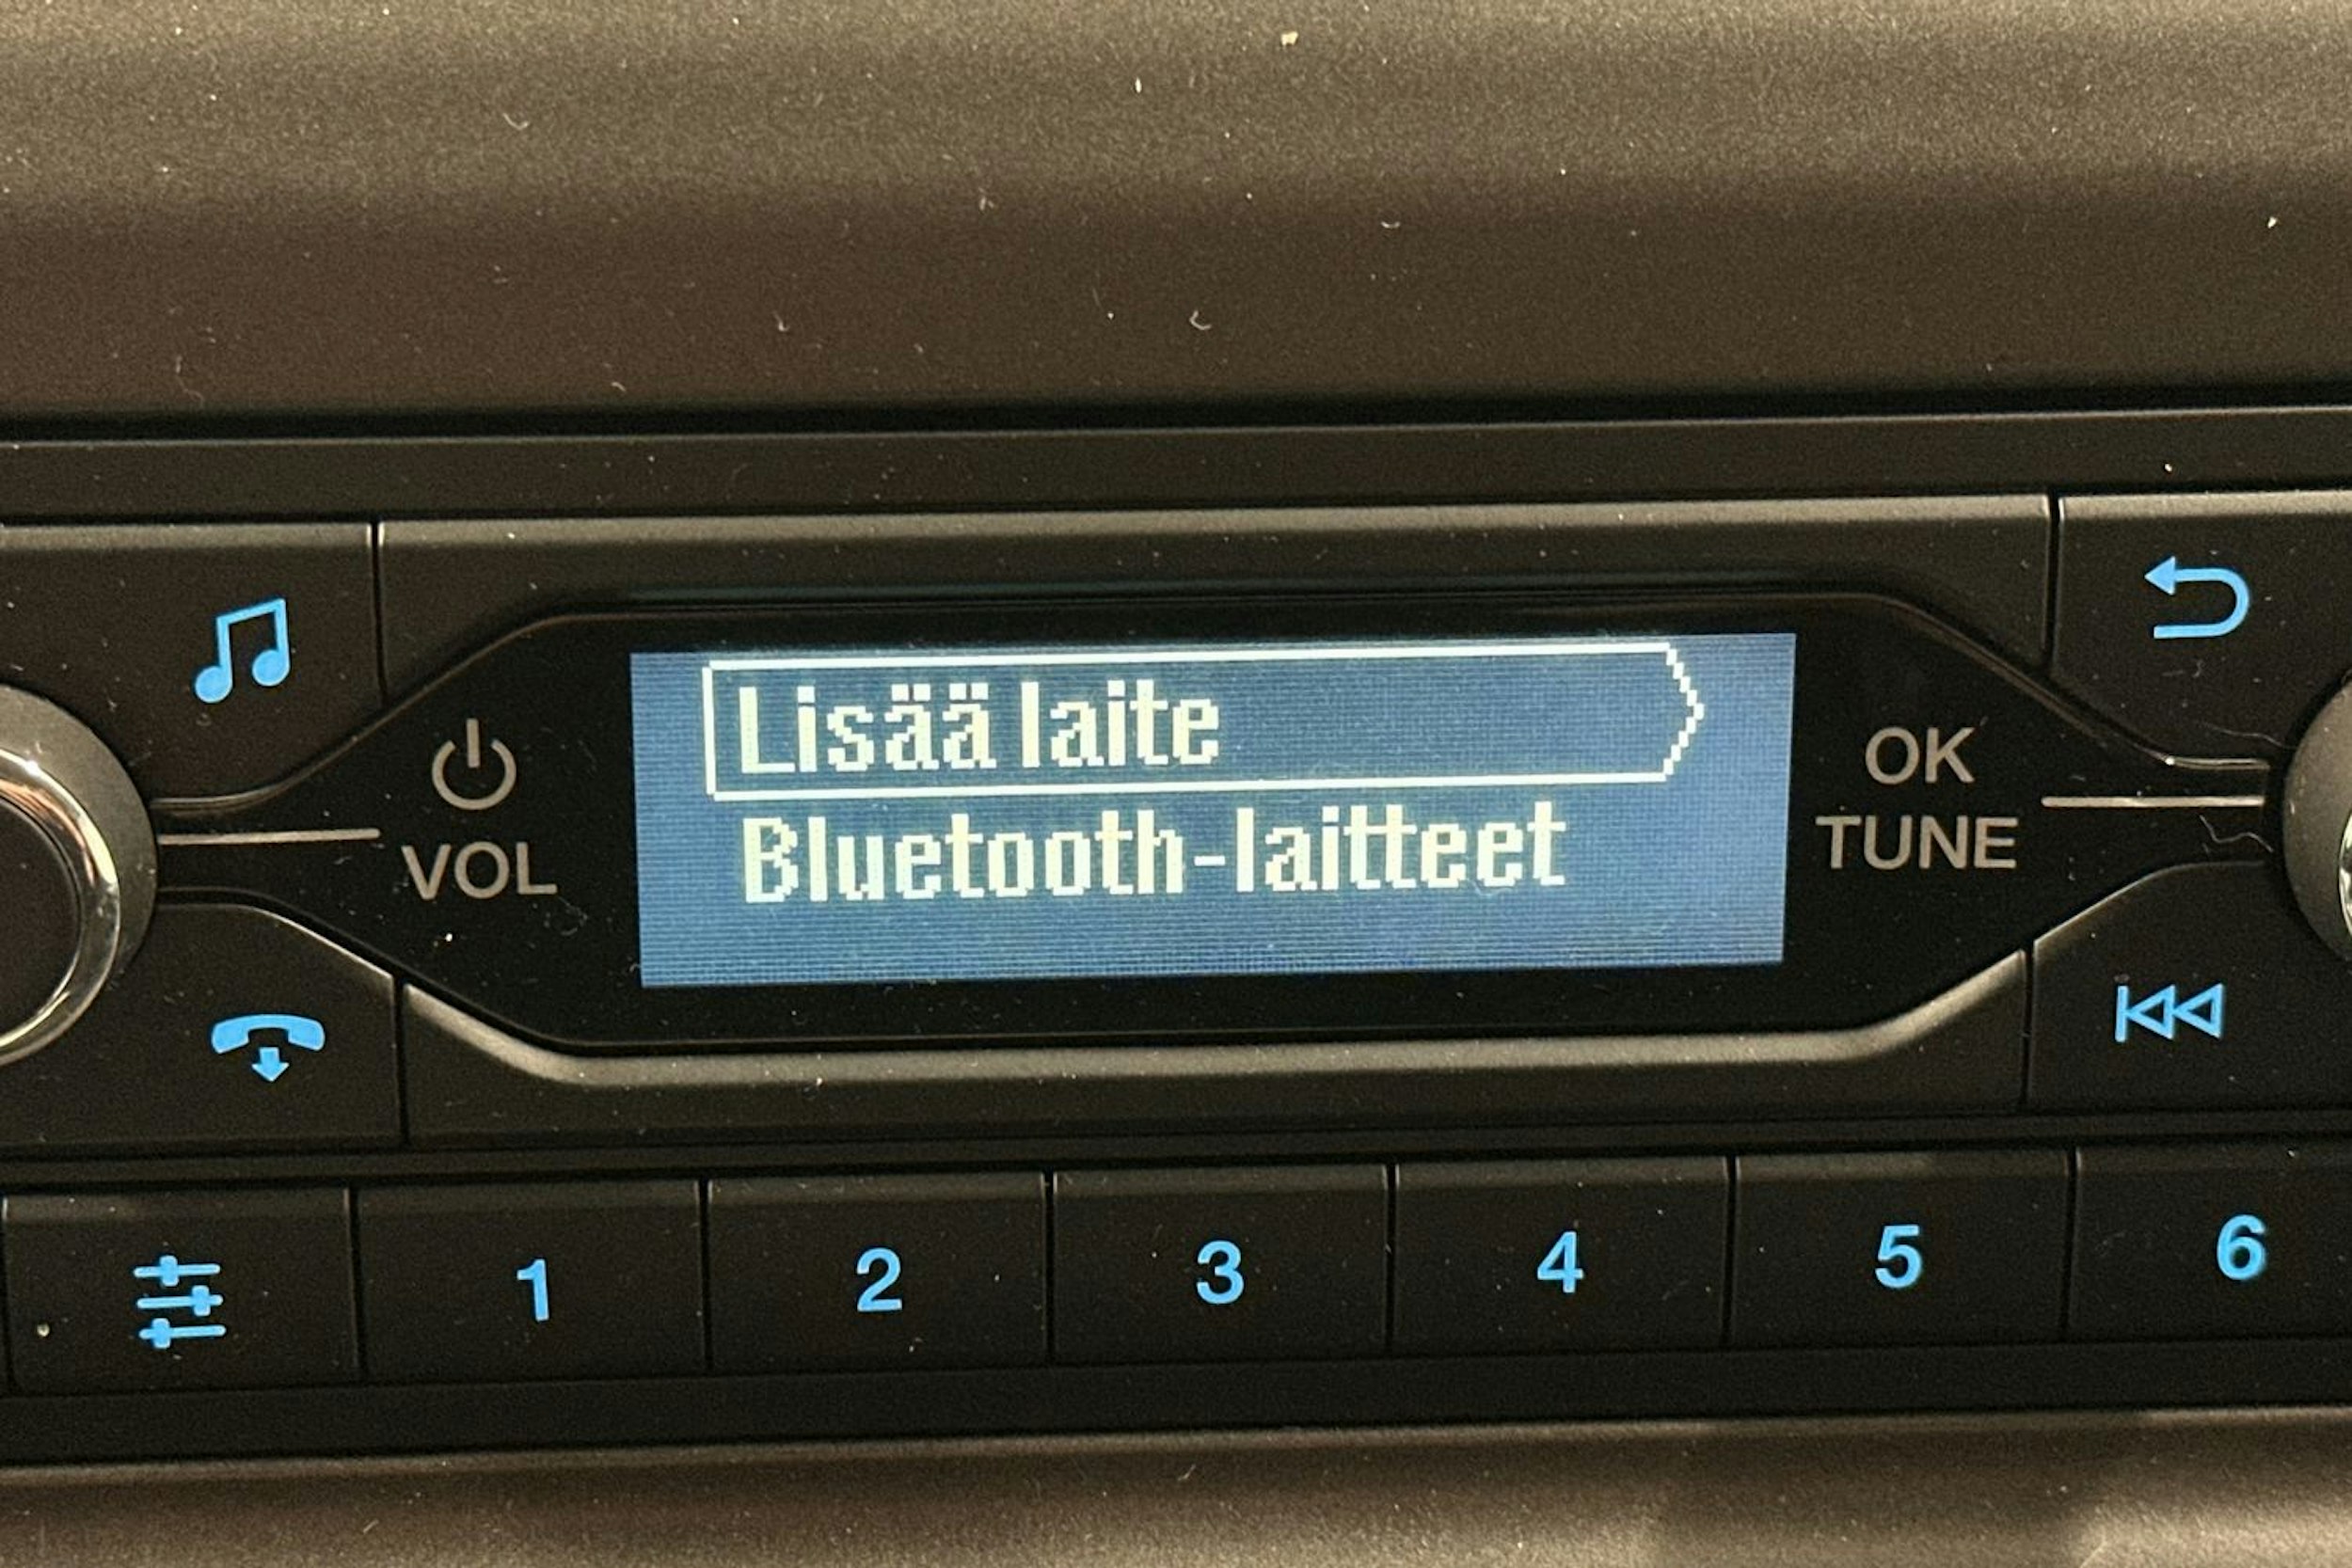 Lisää laite
Bluetooth-laitteet
VOL
OK
TUNE
1 2 3 4 5 6